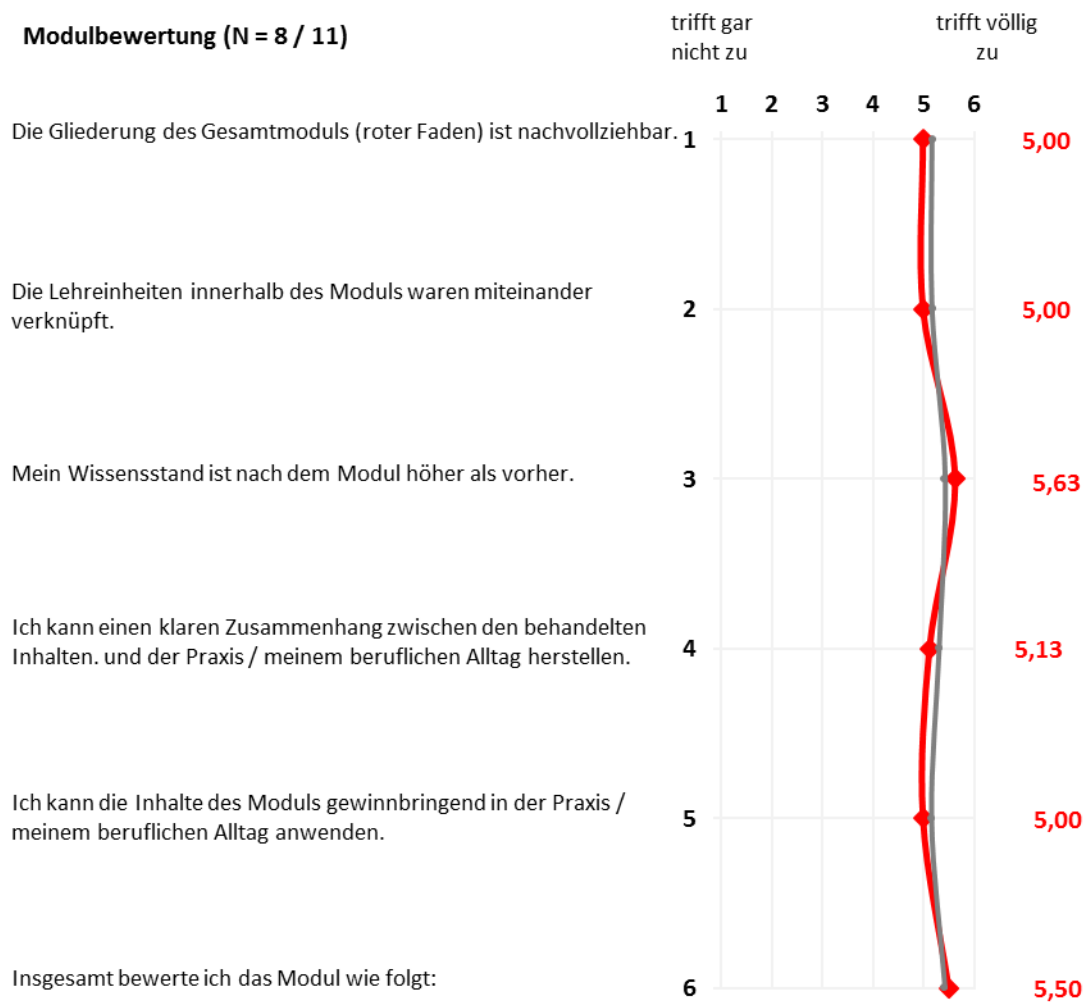 Modulbewertung (N = 8 / 11)
trifft gar
nicht zu
trifft völlig
zu
1 2 3 4 5 6
Die Gliederung des Gesamtmoduls (roter Faden) ist nachvollziehbar. 1 5,00
Die Lehreinheiten innerhalb des Moduls waren miteinander
verknüpft.
2 5,00
Mein Wissensstand ist nach dem Modul höher als vorher. 3 5,63
Ich kann einen klaren Zusammenhang zwischen den behandelten
Inhalten. und der Praxis / meinem beruflichen Alltag herstellen.
4 5,13
Ich kann die Inhalte des Moduls gewinnbringend in der Praxis /
meinem beruflichen Alltag anwenden.
5 5,00
Insgesamt bewerte ich das Modul wie folgt: 6 5,50